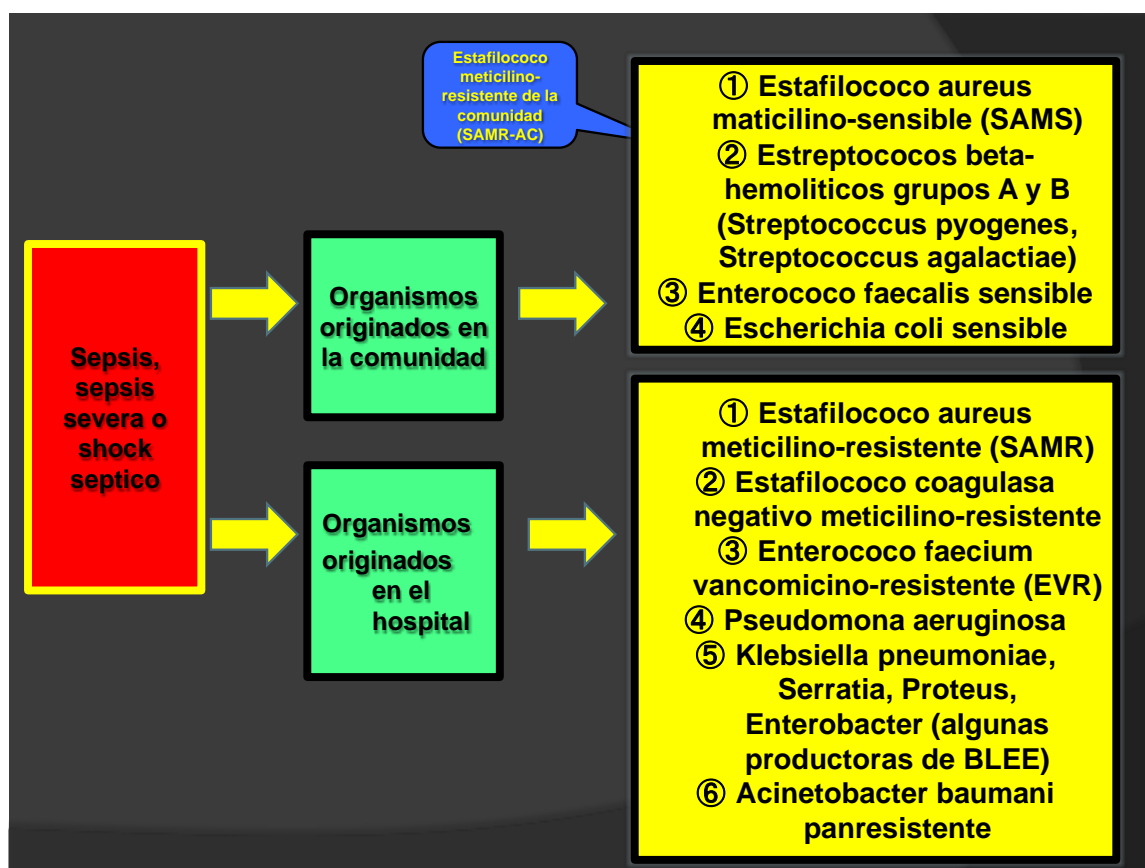 Estafilococo
meticilino-
resistente de la
comunidad
(SAMR-AC)
① Estafilococo aureus
maticilino-sensible (SAMS)
② Estreptococos beta-
hemoliticos grupos A y B
(Streptococcus pyogenes,
Streptococcus agalactiae)
③ Enterococo faecalis sensible
④ Escherichia coli sensible
Organismos
originados en
la comunidad
Sepsis,
sepsis
severa o
shock
septico
Organismos
originados
en el
hospital
① Estafilococo aureus
meticilino-resistente (SAMR)
② Estafilococo coagulasa
negativo meticilino-resistente
③ Enterococo faecium
vancomicino-resistente (EVR)
④ Pseudomona aeruginosa
⑤ Klebsiella pneumoniae,
Serratia, Proteus,
Enterobacter (algunas
productoras de BLEE)
⑥ Acinetobacter baumani
panresistente